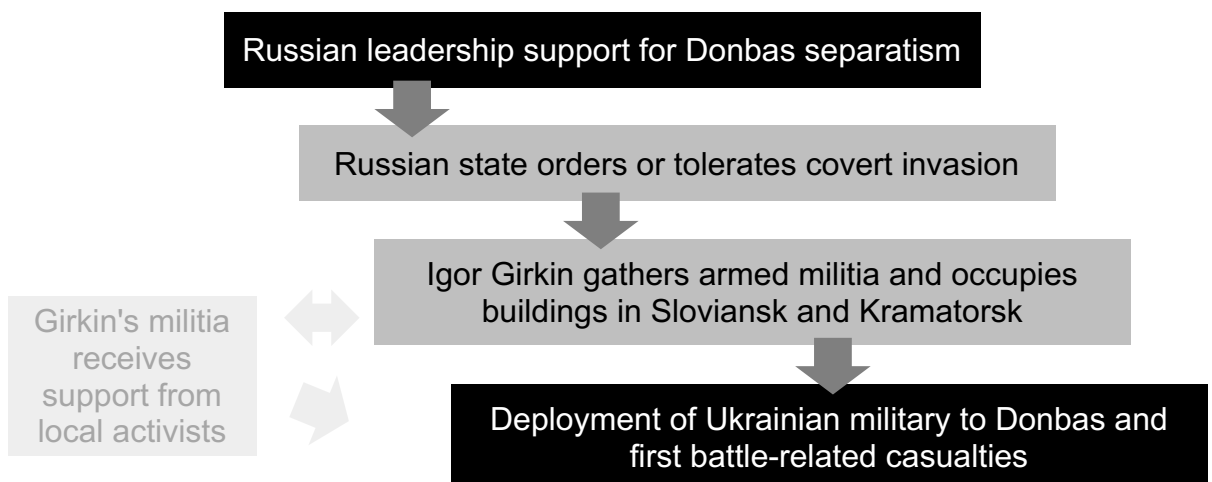 Russian leadership support for Donbas separatism
Russian state orders or tolerates covert invasion
Igor Girkin gathers armed militia and occupies
buildings in Sloviansk and Kramatorsk
Girkin's militia
receives
support from
local activists
Deployment of Ukrainian military to Donbas and
first battle-related casualties